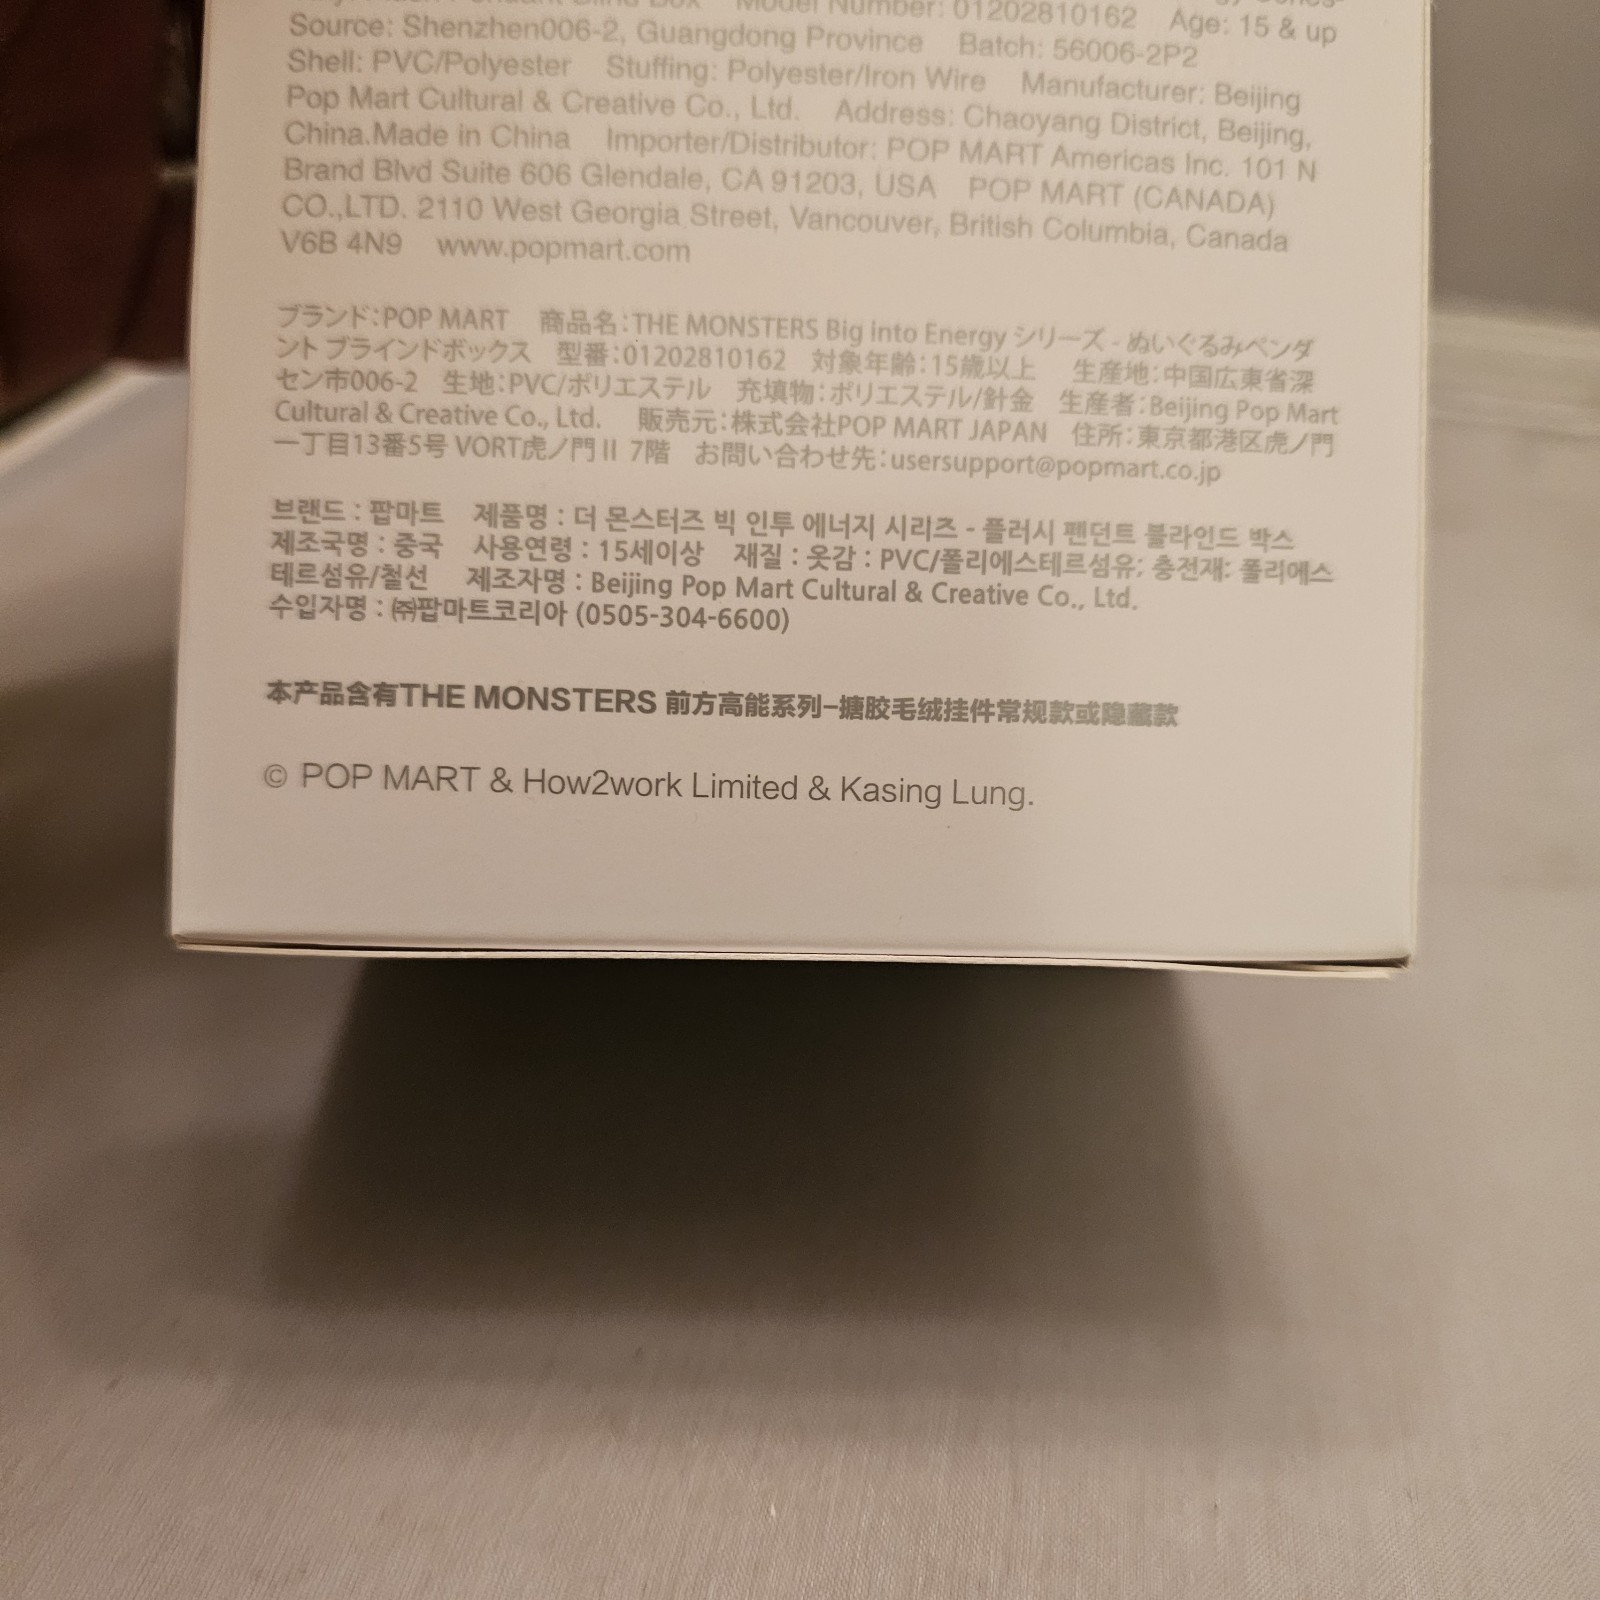 Model Number: 01202810162 Age: 15 & up
Source: Shenzhen006-2, Guangdong Province Batch: 56006-2P2
Shell: PVC/Polyester Stuffing: Polyester/Iron Wire Manufacturer: Beijing
Pop Mart Cultural & Creative Co., Ltd. Address: Chaoyang District, Beijing,
China.Made in China Importer/Distributor: POP MART Americas Inc. 101 N
Brand Blvd Suite 606 Glendale, CA 91203, USA POP MART (CANADA)
CO.,LTD. 2110 West Georgia Street, Vancouver, British Columbia, Canada
V6B 4N9 www.popmart.com
ブランド:POP MART 商品名:THE MONSTERS Big into Energy シリーズ - ぬいぐるみペンダ
ント ブラインドボックス 型番:01202810162 対象年齢:15歳以上 生産地:中国広東省深
セン市006-2 生地:PVC/ポリエステル 充填物:ポリエステル/針金 生産者:Beijing Pop Mart
Cultural & Creative Co., Ltd. 販売元:株式会社POP MART JAPAN 住所:東京都港区虎ノ門
一丁目13番5号 VORT虎ノ門II 7階 お問い合わせ先:usersupport@popmart.co.jp
브랜드 : 팝마트 제품명 : 더 몬스터즈 빅 인투 에너지 시리즈 - 플러시 펜던트 블라인드 박스
제조국명 : 중국 사용연령 : 15세이상 재질 : 옷감 : PVC/폴리에스테르섬유; 충전재: 폴리에스
테르섬유/철선 제조자명 : Beijing Pop Mart Cultural & Creative Co., Ltd.
수입자명 : ㈜팝마트코리아 (0505-304-6600)
本产品含有THE MONSTERS 前方高能系列-搪胶毛绒挂件常规款或隐藏款
© POP MART & How2work Limited & Kasing Lung.